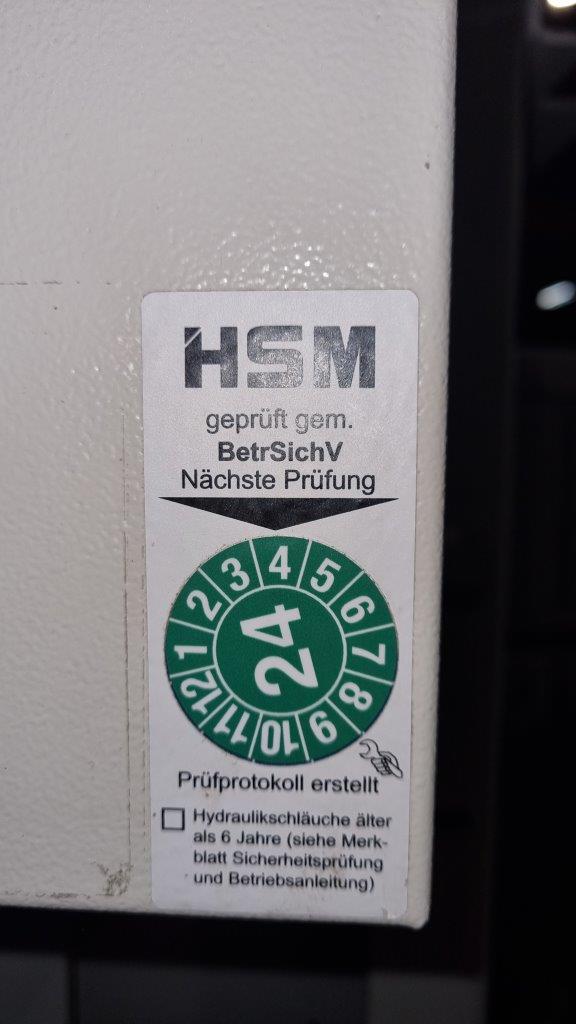 HSM
geprüft gem.
BetrSichV
Nächste Prüfung
1 2 3 4 5 6 7 8 9 10 11 12
24
Prüfprotokoll erstellt
Hydraulikschläuche älter
als 6 Jahre (siehe Merk-
blatt Sicherheitsprüfung
und Betriebsanleitung)